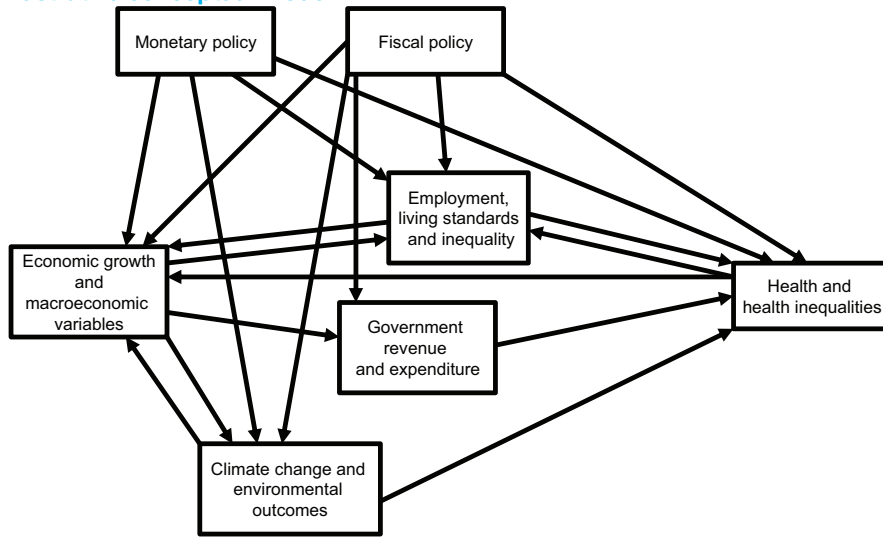 Monetary policy
Fiscal policy
Employment,
living standards
and inequality
Economic growth
and
macroeconomic
variables
Health and
health inequalities
Government
revenue
and expenditure
Climate change and
environmental
outcomes